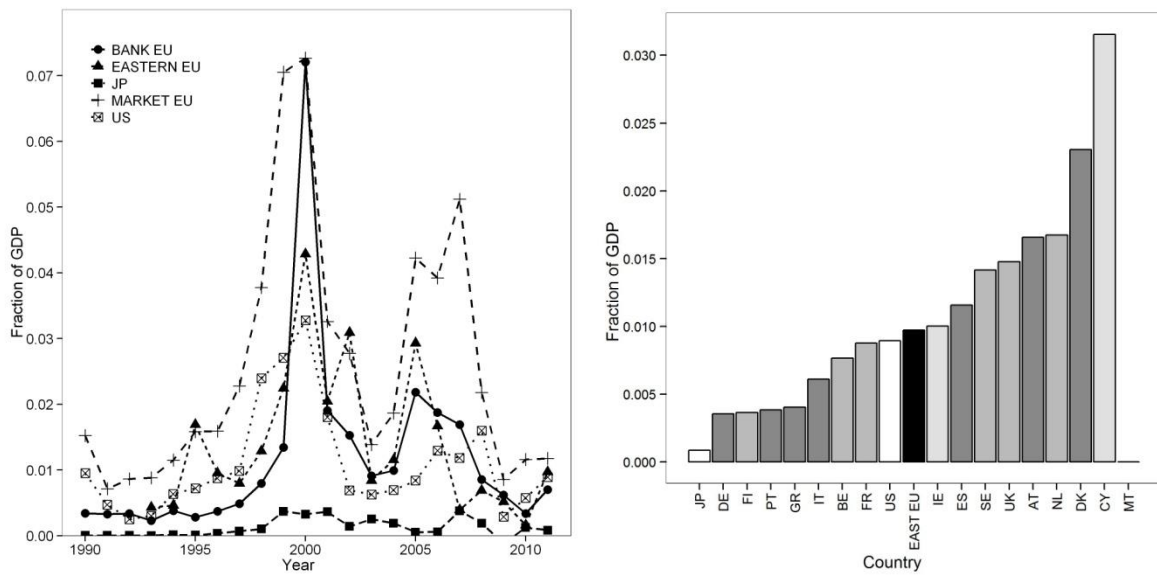 BANK EU
EASTERN EU
JP
MARKET EU
US
0.07
0.06
0.05
0.04
0.03
0.02
0.01
0.00
Fraction of GDP
1990 1995 2000 2005 2010
Year
0.030
0.025
0.020
0.015
0.010
0.005
0.000
Fraction of GDP
JP DE FI PT GR IT BE FR US EAST EU IE ES SE UK AT NL DK CY MT
Country